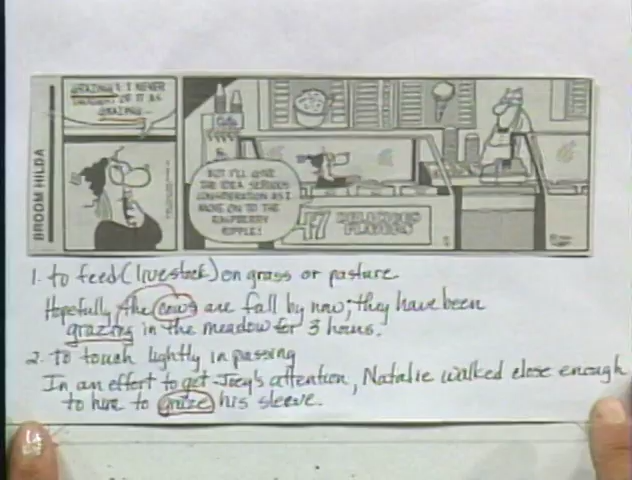 BROOM HILDA
GRAZING? I NEVER
THOUGHT OF IT AS
GRAZING...
BUT I'LL GIVE
THE IDEA SERIOUS
CONSIDERATION AS I
MOVE ON TO THE
RASPBERRY
RIPPLE!
47 DELICIOUS
FLAVORS
1. to feed (livestock) on grass or pasture
Hopefully the cows are full by now; they have been
grazing in the meadow for 3 hours.
2. to touch lightly in passing
In an effort to get Joey's attention, Natalie walked close enough
to him to graze his sleeve.